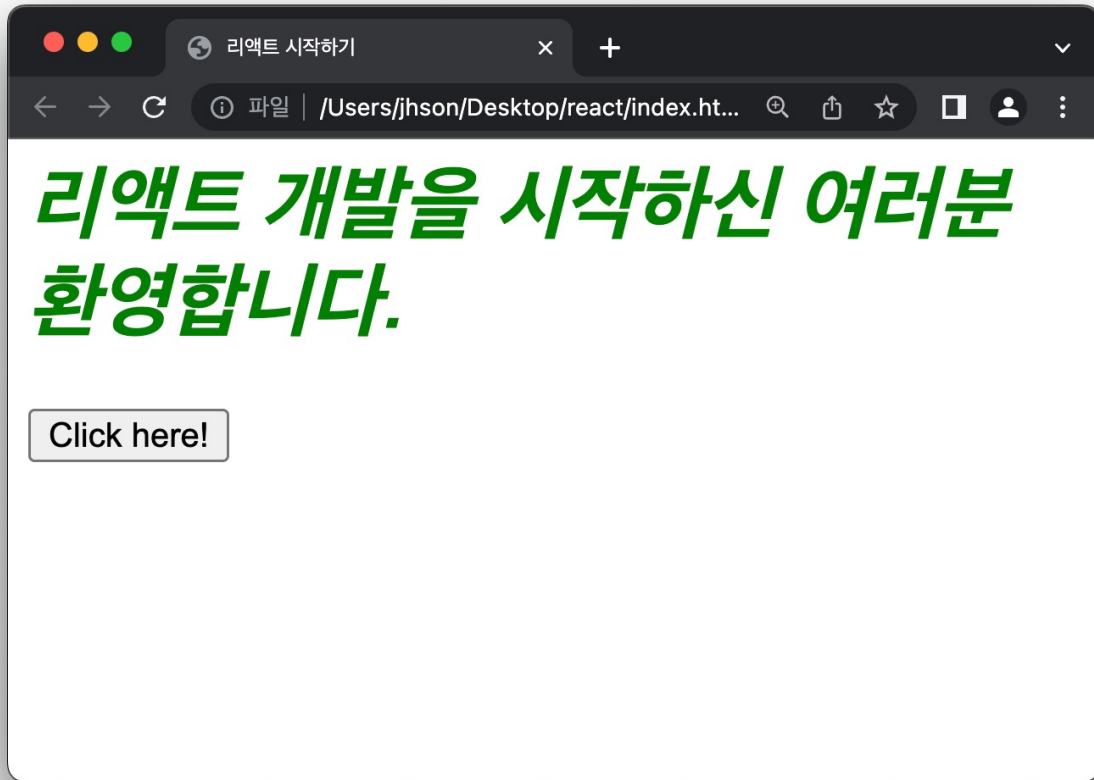 리액트 시작하기
파일 /Users/jhson/Desktop/react/index.ht...
리액트 개발을 시작하신 여러분
환영합니다.
Click here!